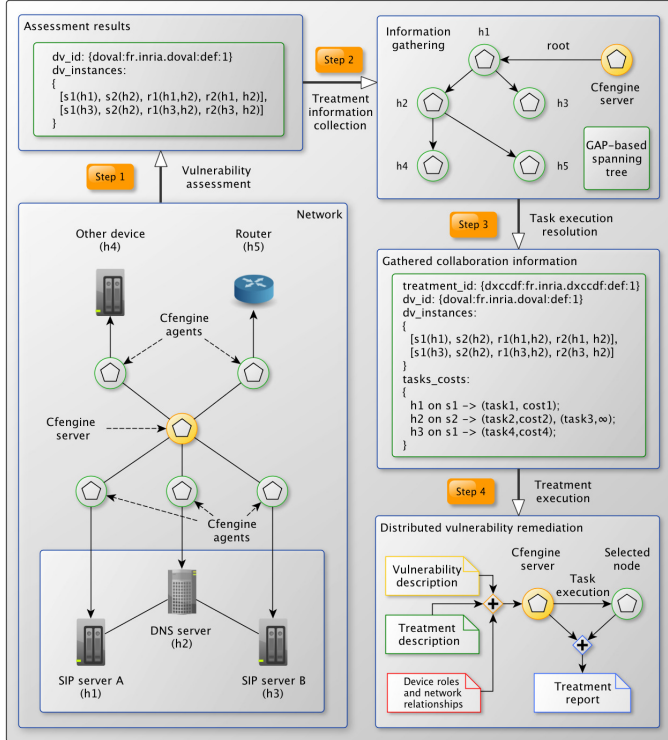 Assessment results
dv_id: {doval:fr.inria.doval:def:1}
dv_instances:
{
[s1(h1), s2(h2), r1(h1,h2), r2(h1, h2)],
[s1(h3), s2(h2), r1(h3,h2), r2(h3, h2)]
}
Step 2
Treatment
information
collection
Information
gathering
h1
root
Cfengine
server
h2
h3
h4
h5
GAP-based
spanning
tree
Step 1
Vulnerability
assessment
Step 3
Task execution
resolution
Network
Other device
(h4)
Router
(h5)
Cfengine
agents
Cfengine
server
Cfengine
agents
DNS server
(h2)
SIP server A
(h1)
SIP server B
(h3)
Gathered collaboration information
treatment_id: {dxccdf:fr.inria.dxccdf:def:1}
dv_id: {doval:fr.inria.doval:def:1}
dv_instances:
{
[s1(h1), s2(h2), r1(h1,h2), r2(h1, h2)],
[s1(h3), s2(h2), r1(h3,h2), r2(h3, h2)]
}
tasks_costs:
{
h1 on s1 -> (task1, cost1);
h2 on s2 -> (task2,cost2), (task3,∞);
h3 on s1 -> (task4,cost4);
}
Step 4
Treatment
execution
Distributed vulnerability remediation
Vulnerability
description
Cfengine
server
Selected
node
Task
execution
Treatment
description
Device roles
and network
relationships
Treatment
report